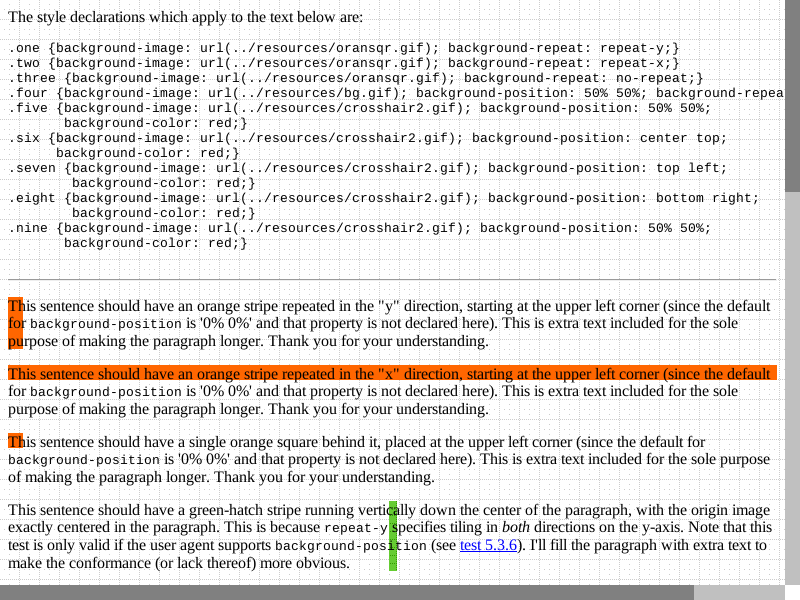 The style declarations which apply to the text below are:
.one {background-image: url(../resources/oransqr.gif); background-repeat: repeat-y;}
.two {background-image: url(../resources/oransqr.gif); background-repeat: repeat-x;}
.three {background-image: url(../resources/oransqr.gif); background-repeat: no-repeat;}
.four {background-image: url(../resources/bg.gif); background-position: 50% 50%; background-repea
.five {background-image: url(../resources/crosshair2.gif); background-position: 50% 50%;
background-color: red;}
.six {background-image: url(../resources/crosshair2.gif); background-position: center top;
background-color: red;}
.seven {background-image: url(../resources/crosshair2.gif); background-position: top left;
background-color: red;}
.eight {background-image: url(../resources/crosshair2.gif); background-position: bottom right;
background-color: red;}
.nine {background-image: url(../resources/crosshair2.gif); background-position: 50% 50%;
background-color: red;}
This sentence should have an orange stripe repeated in the "y" direction, starting at the upper left corner (since the default
for background-position is '0% 0%' and that property is not declared here). This is extra text included for the sole
purpose of making the paragraph longer. Thank you for your understanding.
This sentence should have an orange stripe repeated in the "x" direction, starting at the upper left corner (since the default
for background-position is '0% 0%' and that property is not declared here). This is extra text included for the sole
purpose of making the paragraph longer. Thank you for your understanding.
This sentence should have a single orange square behind it, placed at the upper left corner (since the default for
background-position is '0% 0%' and that property is not declared here). This is extra text included for the sole purpose
of making the paragraph longer. Thank you for your understanding.
This sentence should have a green-hatch stripe running vertically down the center of the paragraph, with the origin image
exactly centered in the paragraph. This is because repeat-y specifies tiling in both directions on the y-axis. Note that this
test is only valid if the user agent supports background-position (see test 5.3.6). I'll fill the paragraph with extra text to
make the conformance (or lack thereof) more obvious.